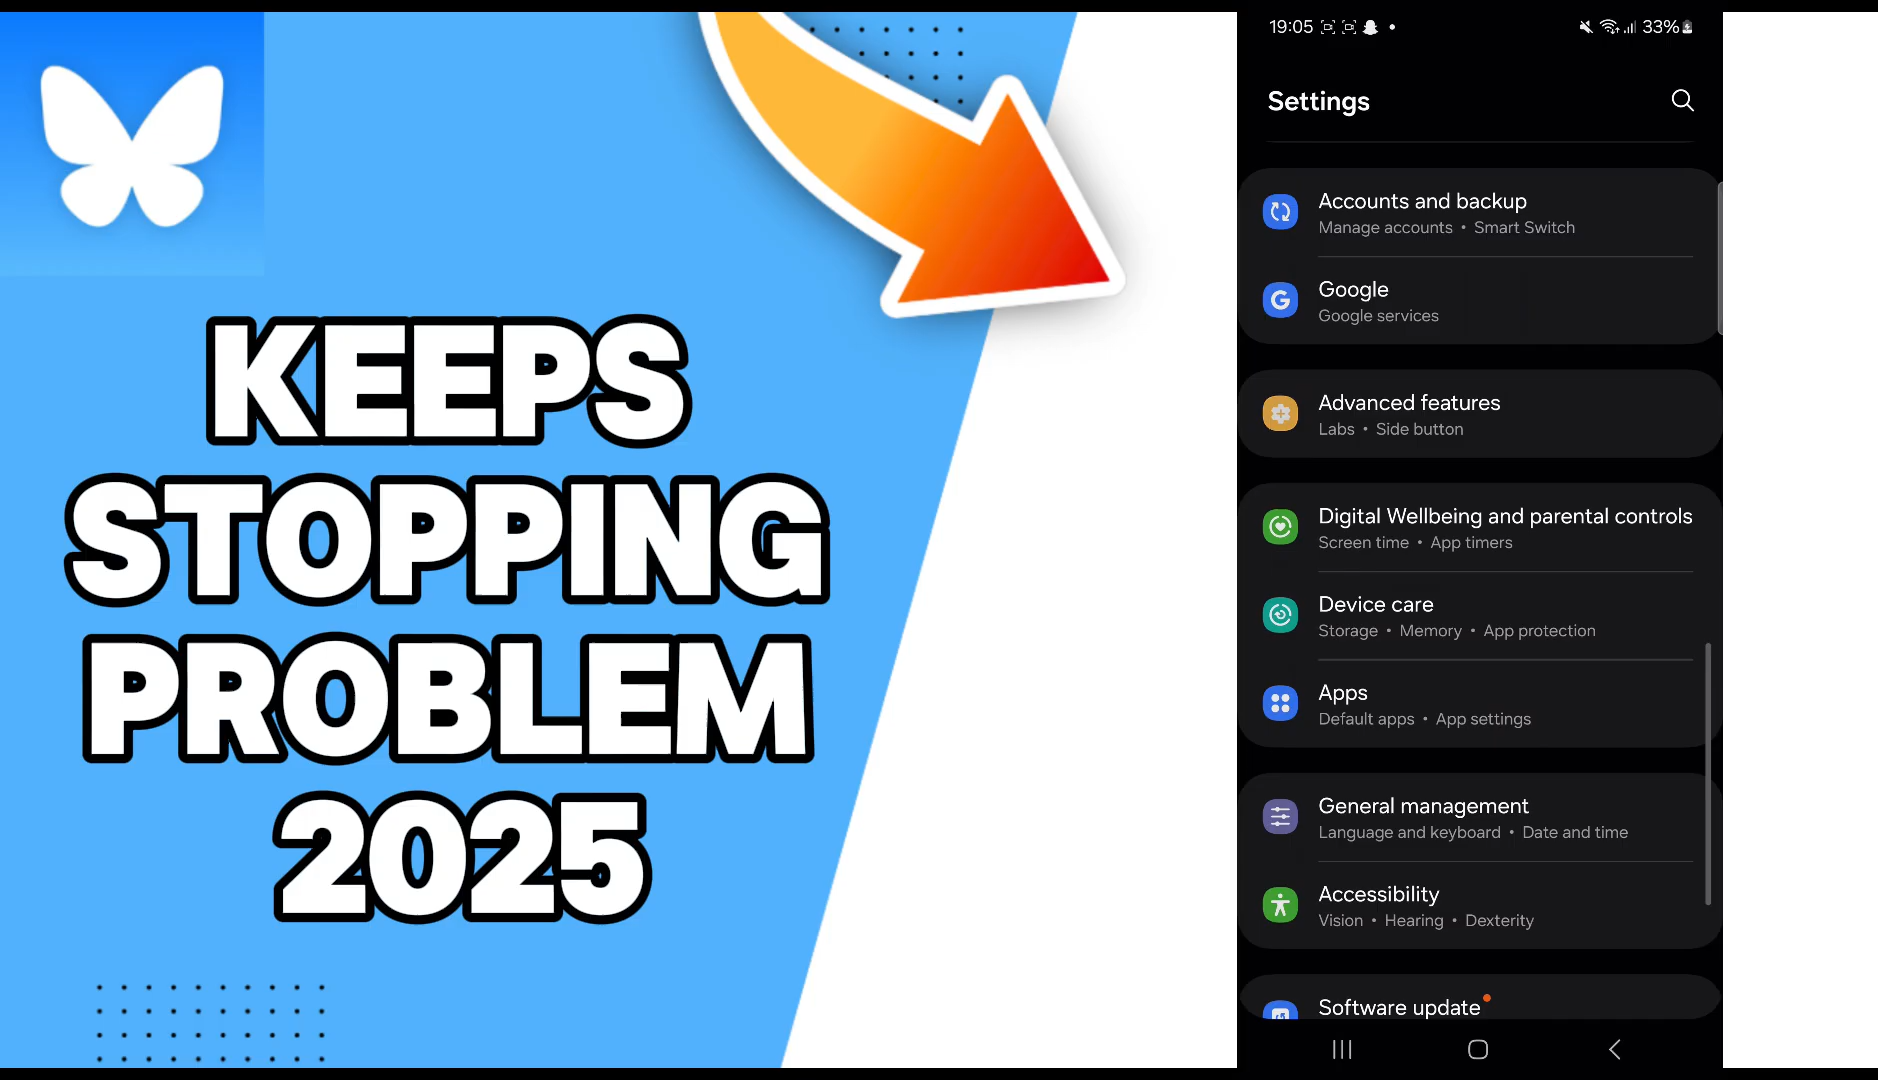 KEEPS
STOPPING
PROBLEM
2025
19:05
33%
Settings
Accounts and backup
Manage accounts • Smart Switch
Google
Google services
Advanced features
Labs • Side button
Digital Wellbeing and parental controls
Screen time • App timers
Device care
Storage • Memory • App protection
Apps
Default apps • App settings
General management
Language and keyboard • Date and time
Accessibility
Vision • Hearing • Dexterity
Software update